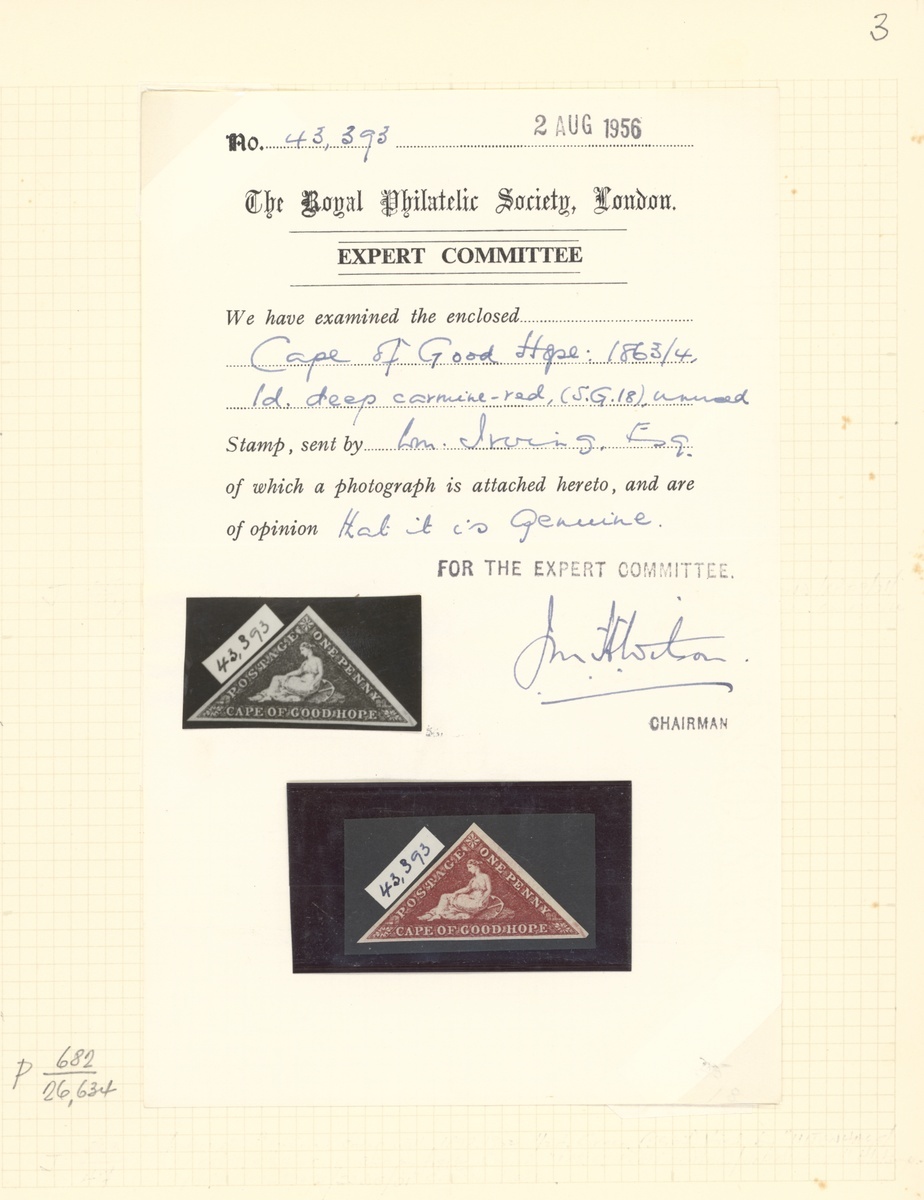 3
No. 43,393 2 AUG 1956
The Royal Philatelic Society, London.
EXPERT COMMITTEE
We have examined the enclosed
Cape of Good Hope: 1863/4,
1d. deep carmine-red, (S.G.18), unused
Stamp, sent by Wm. Irving, Esq.
of which a photograph is attached hereto, and are
of opinion that it is Genuine.
FOR THE EXPERT COMMITTEE.
CHAIRMAN
43,393
POSTAGE
ONE PENNY
CAPE OF GOOD HOPE
43,393
POSTAGE
ONE PENNY
CAPE OF GOOD HOPE
P 682
26,634